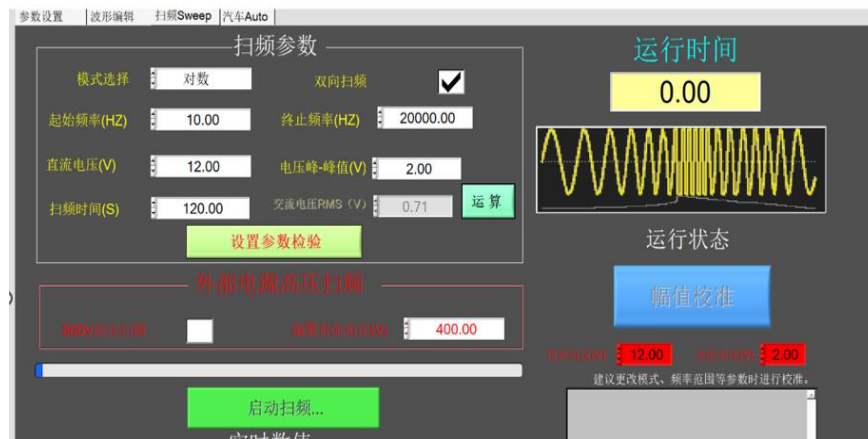 参数设置 波形编辑 扫频Sweep 汽车Auto
扫频参数
模式选择 对数 双向扫频
起始频率(HZ) 10.00 终止频率(HZ) 20000.00
直流电压(V) 12.00 电压峰-峰值(V) 2.00
扫频时间(S) 120.00 交流电压RMS（V） 0.71 运算
设置参数检验
外部电源高压扫频
400.00
启动扫频...
实时数值
运行时间
0.00
运行状态
幅值校准
12.00 2.00
建议更改模式、频率范围等参数时进行校准。